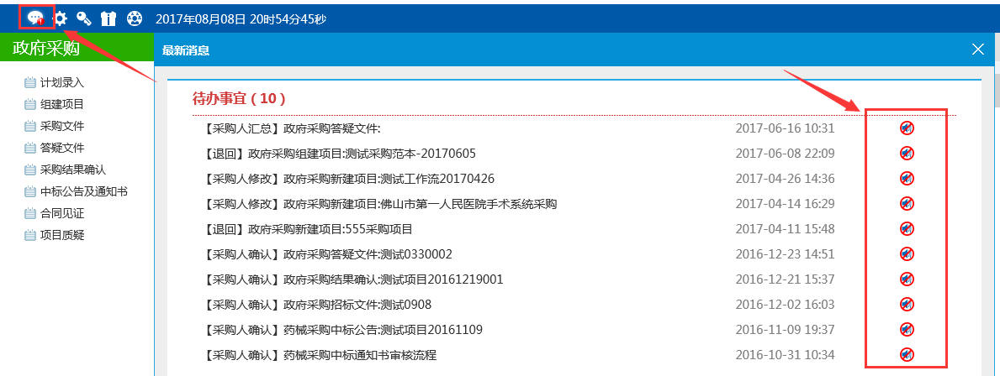 2017年08月08日 20时54分45秒
政府采购
最新消息
计划录入
组建项目
采购文件
答疑文件
采购结果确认
中标公告及通知书
合同见证
项目质疑
待办事宜（10）
【采购人汇总】政府采购答疑文件: 2017-06-16 10:31
【退回】政府采购组建项目:测试采购范本-20170605 2017-06-08 22:09
【采购人修改】政府采购新建项目:测试工作流20170426 2017-04-26 14:36
【采购人修改】政府采购新建项目:佛山市第一人民医院手术系统采购 2017-04-14 16:29
【退回】政府采购新建项目:555采购项目 2017-04-11 15:48
【采购人确认】政府采购答疑文件:测试0330002 2016-12-23 14:51
【采购人确认】政府采购结果确认:测试项目20161219001 2016-12-21 15:37
【采购人确认】政府采购招标文件:测试0908 2016-12-02 16:03
【采购人确认】药械采购中标公告:测试项目20161109 2016-11-09 19:37
【采购人确认】药械采购中标通知书审核流程 2016-10-31 10:34